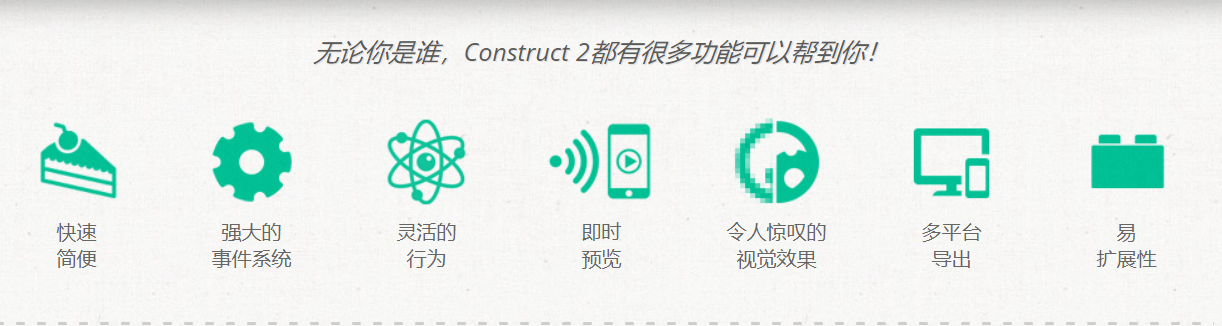 无论你是谁，Construct 2都有很多功能可以帮到你！
快速
简便
强大的
事件系统
灵活的
行为
即时
预览
令人惊叹的
视觉效果
多平台
导出
易
扩展性